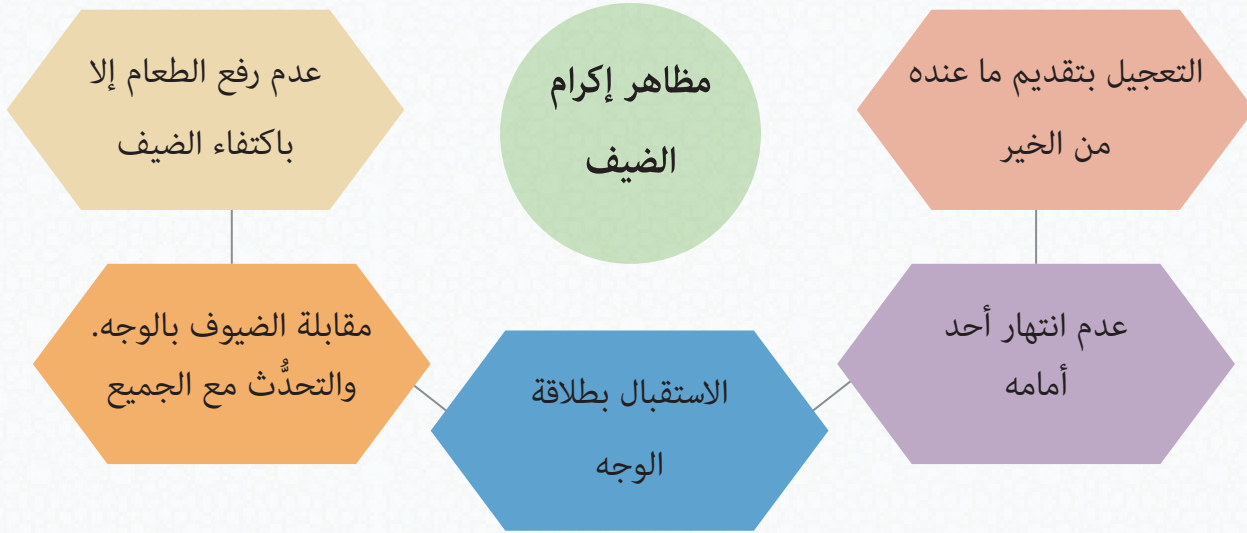 مظاهر إكرام
الضيف
التعجيل بتقديم ما عنده
من الخير
عدم انتهار أحد
أمامه
الاستقبال بطلاقة
الوجه
مقابلة الضيوف بالوجه.
والتحدُّث مع الجميع
عدم رفع الطعام إلا
باكتفاء الضيف